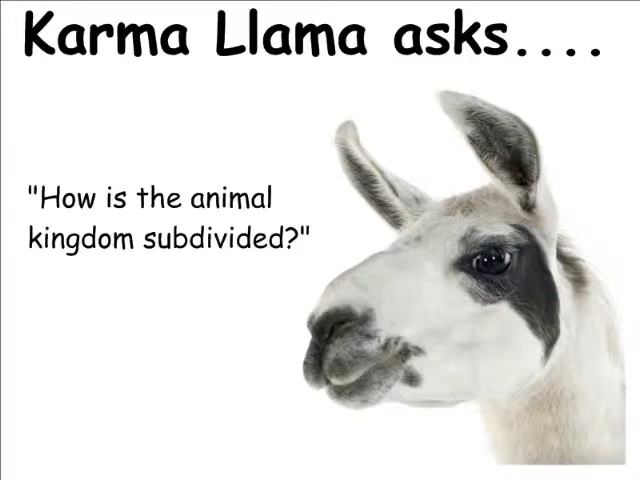 Karma Llama asks....
"How is the animal
kingdom subdivided?"